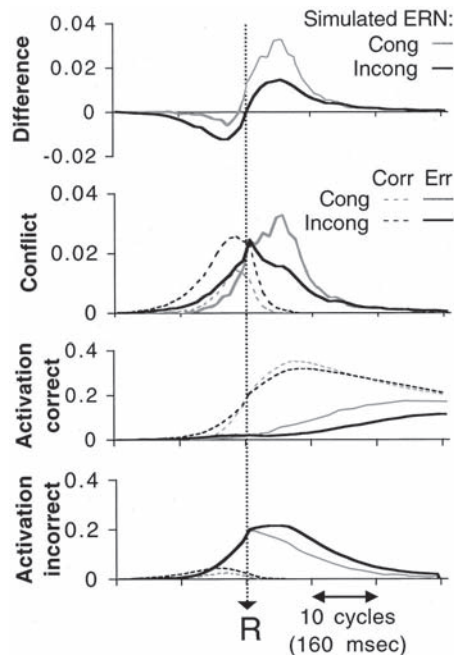 Simulated ERN:
Cong
Incong
Difference
0.04
0.02
0
-0.02
Corr Err
Cong
Incong
Conflict
0.04
0.02
0
Activation
correct
0.4
0.2
0
Activation
incorrect
0.4
0.2
0
R
10 cycles
(160 msec)